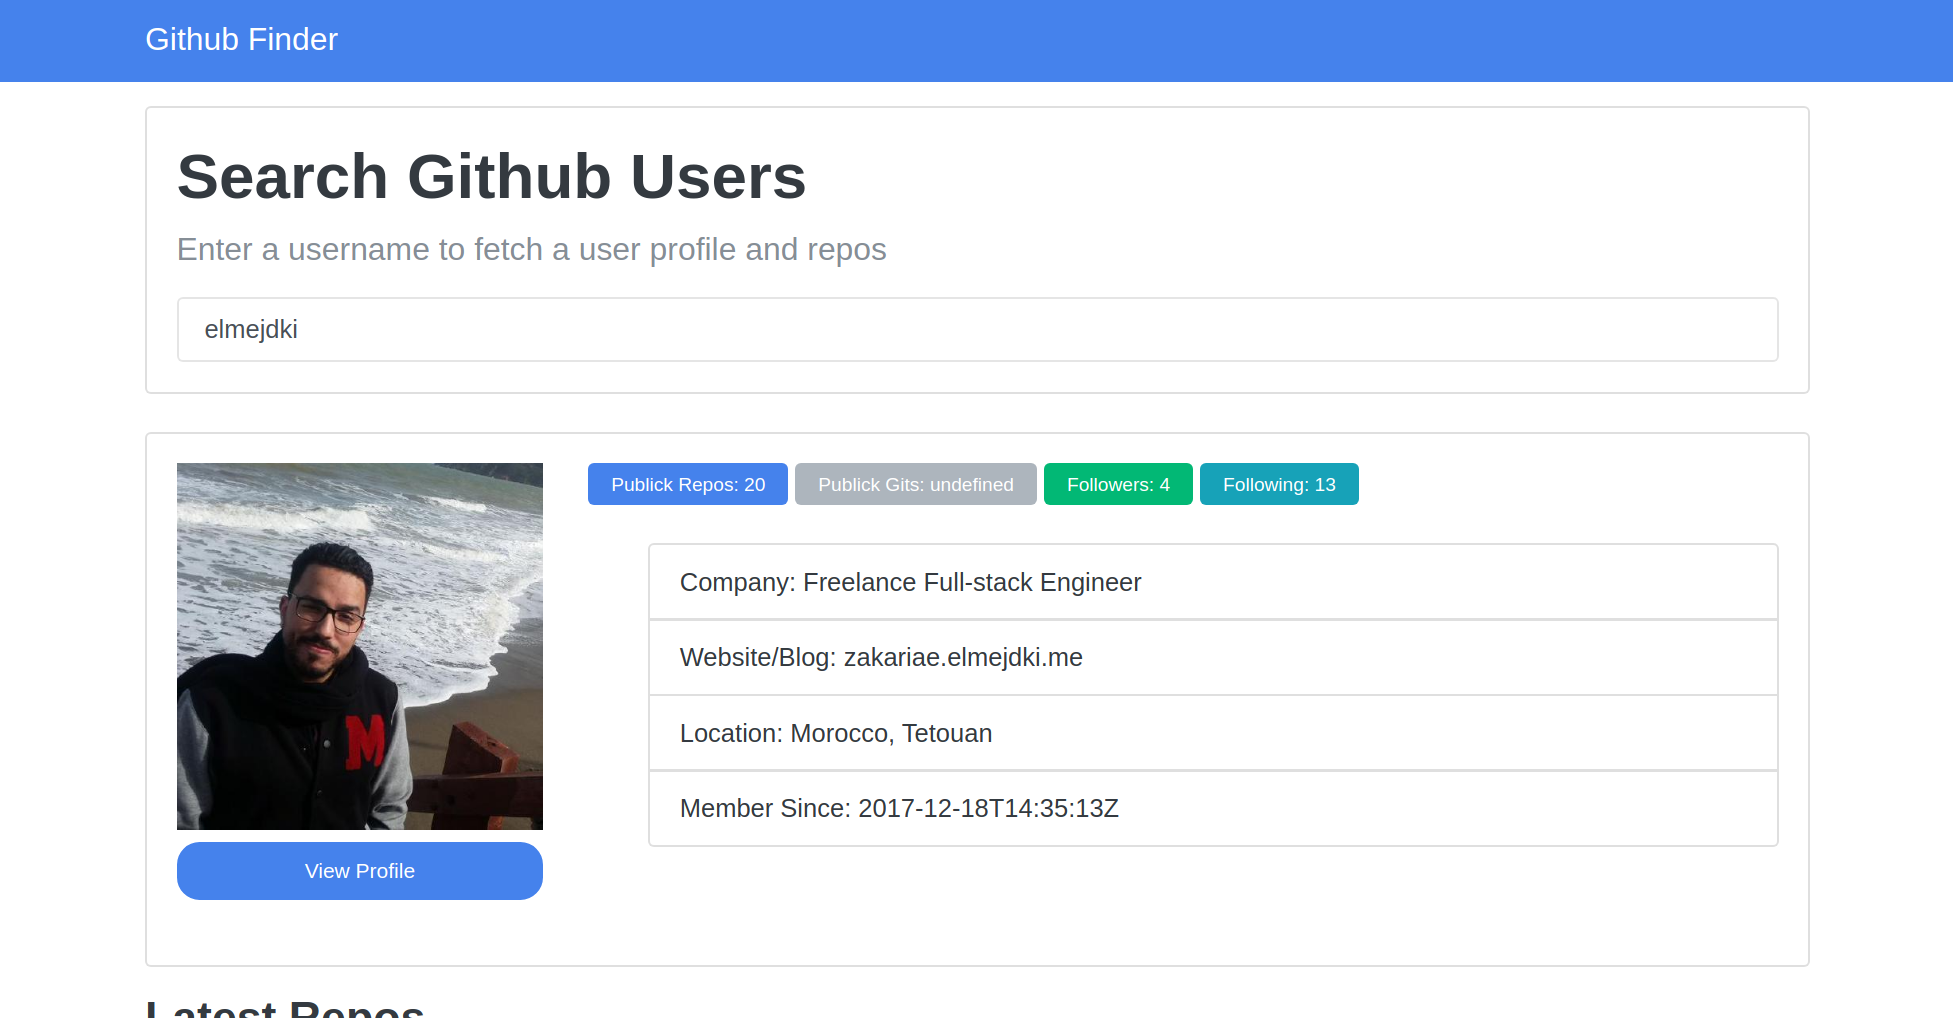 Github Finder
Search Github Users
Enter a username to fetch a user profile and repos
elmejdki
Publick Repos: 20
Publick Gits: undefined
Followers: 4
Following: 13
M
Company: Freelance Full-stack Engineer
Website/Blog: zakariae.elmejdki.me
Location: Morocco, Tetouan
Member Since: 2017-12-18T14:35:13Z
View Profile
Latest Repos